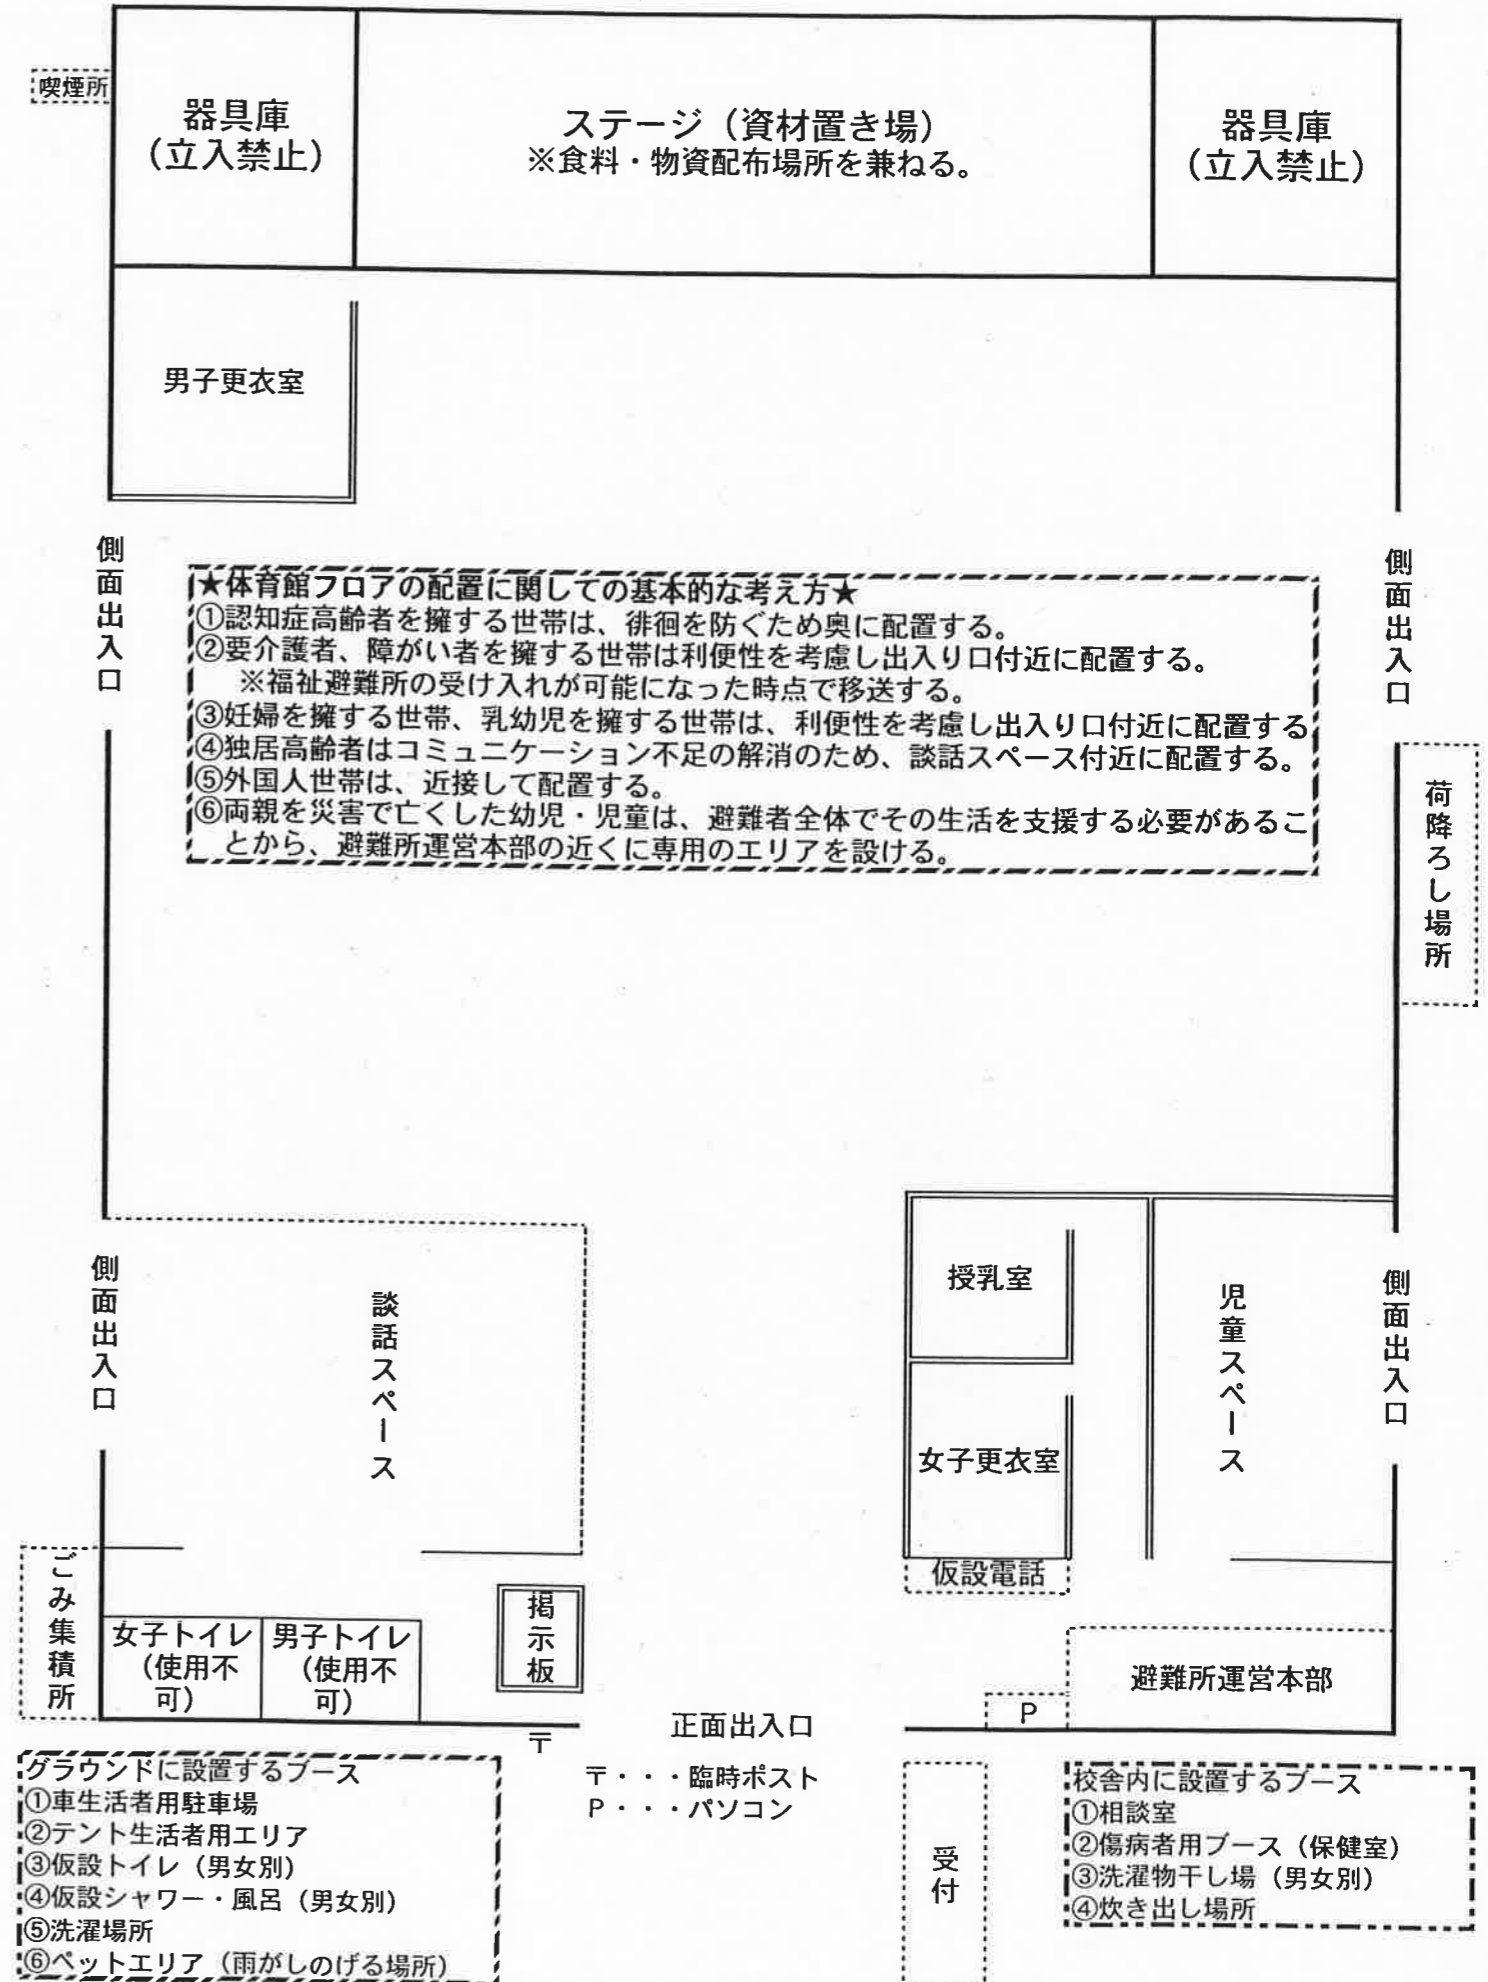 喫煙所
器具庫
（立入禁止）
ステージ（資材置き場）
※食料・物資配布場所を兼ねる。
器具庫
（立入禁止）
男子更衣室
側面出入口
側面出入口
★体育館フロアの配置に関しての基本的な考え方★
①認知症高齢者を擁する世帯は、徘徊を防ぐため奥に配置する。
②要介護者、障がい者を擁する世帯は利便性を考慮し出入り口付近に配置する。
※福祉避難所の受け入れが可能になった時点で移送する。
③妊婦を擁する世帯、乳幼児を擁する世帯は、利便性を考慮し出入り口付近に配置する
④独居高齢者はコミュニケーション不足の解消のため、談話スペース付近に配置する。
⑤外国人世帯は、近接して配置する。
⑥両親を災害で亡くした幼児・児童は、避難者全体でその生活を支援する必要があるこ
とから、避難所運営本部の近くに専用のエリアを設ける。
荷降ろし場所
側面出入口
談話スペース
授乳室
児童スペース
側面出入口
女子更衣室
仮設電話
ごみ集積所
女子トイレ
（使用不
可）
男子トイレ
（使用不
可）
掲示板
避難所運営本部
P
正面出入口
〒
〒・・・臨時ポスト
P・・・パソコン
グラウンドに設置するブース
①車生活者用駐車場
②テント生活者用エリア
③仮設トイレ（男女別）
④仮設シャワー・風呂（男女別）
⑤洗濯場所
⑥ペットエリア（雨がしのげる場所）
受付
校舎内に設置するブース
①相談室
②傷病者用ブース（保健室）
③洗濯物干し場（男女別）
④炊き出し場所